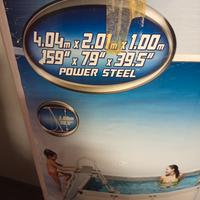 4.04m x 2.01m x 1.00m
159" x 79" x 39.5"
POWER STEEL